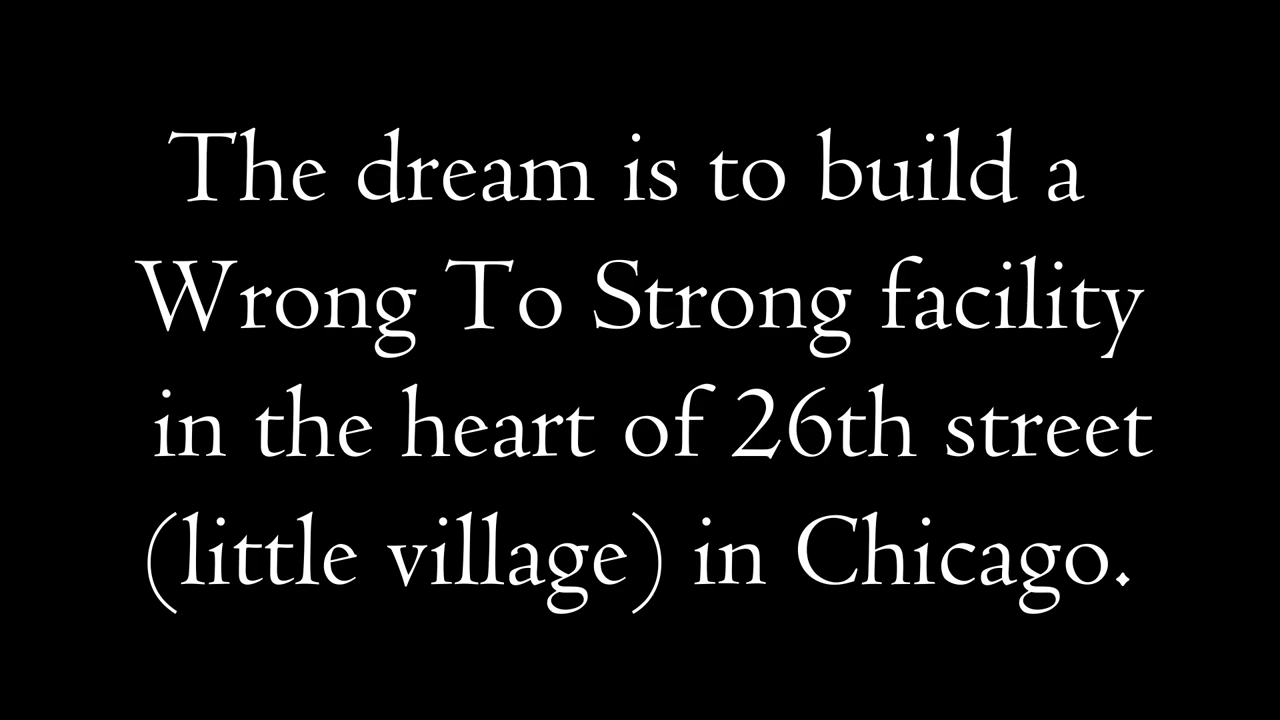 The dream is to build a
Wrong To Strong facility
in the heart of 26th street
(little village) in Chicago.